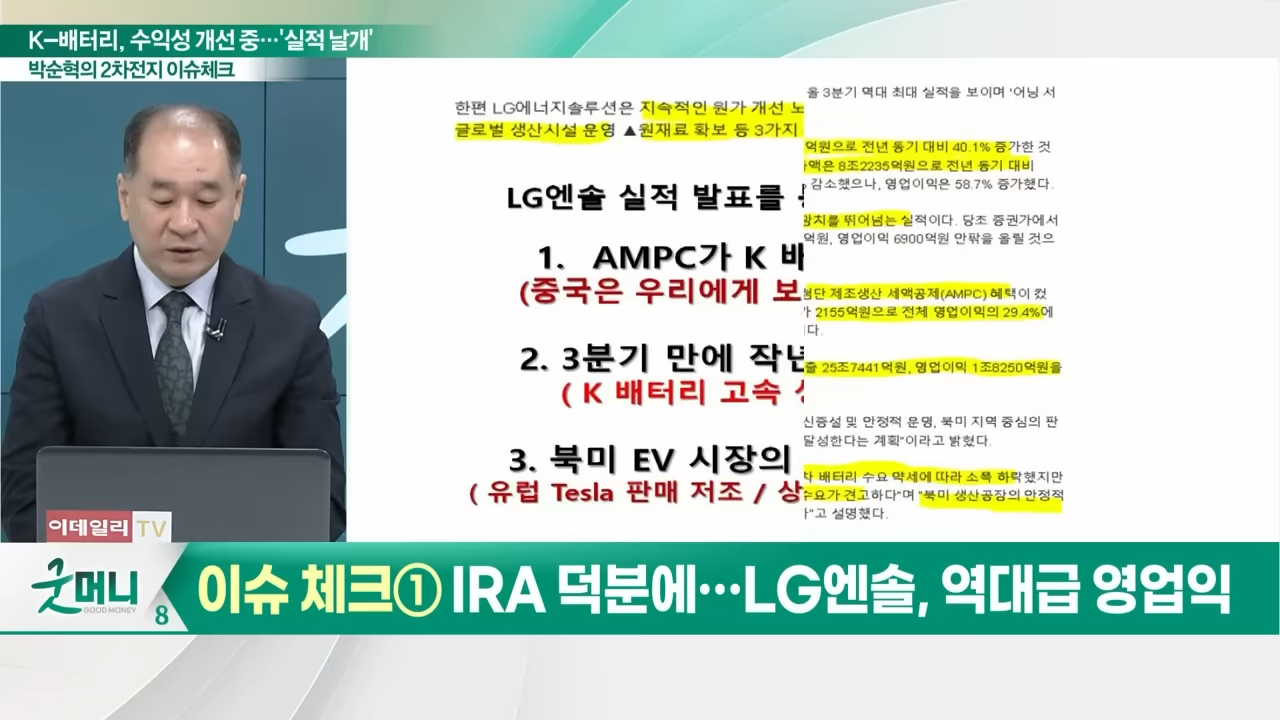 K-배터리, 수익성 개선 중…'실적 날개'
박순혁의 2차전지 이슈체크
한편 LG에너지솔루션은 지속적인 원가 개선
글로벌 생산시설 운영 ▲원재료 확보 등 3가지
LG엔솔 실적 발표를
1. AMPC가 K
(중국은 우리에게
2. 3분기 만에 작년
( K 배터리 고속
3. 북미 EV 시장의
( 유럽 Tesla 판매 저조 /
올 3분기 역대 최대 실적을 보이며 '어닝 서
억원으로 전년 동기 대비 40.1% 증가한 것
액은 8조2235억원으로 전년 동기 대비
감소했으나, 영업이익은 58.7% 증가했다.
망치를 뛰어넘는 실적이다. 당초 증권가에서
억원, 영업이익 6900억원 안팎을 올릴 것으
첨단 제조생산 세액공제(AMPC) 혜택이 컸
2155억원으로 전체 영업이익의 29.4%에
다.
출 25조7441억원, 영업이익 1조8250억원을
신증설 및 안정적 운영, 북미 지역 중심의 판
달성한다는 계획"이라고 밝혔다.
차 배터리 수요 약세에 따라 소폭 하락했지만
수요가 견고하다"며 "북미 생산공장의 안정적
"고 설명했다.
이데일리 TV
굿머니
GOOD MONEY
8
이슈 체크① IRA 덕분에…LG엔솔, 역대급 영업익